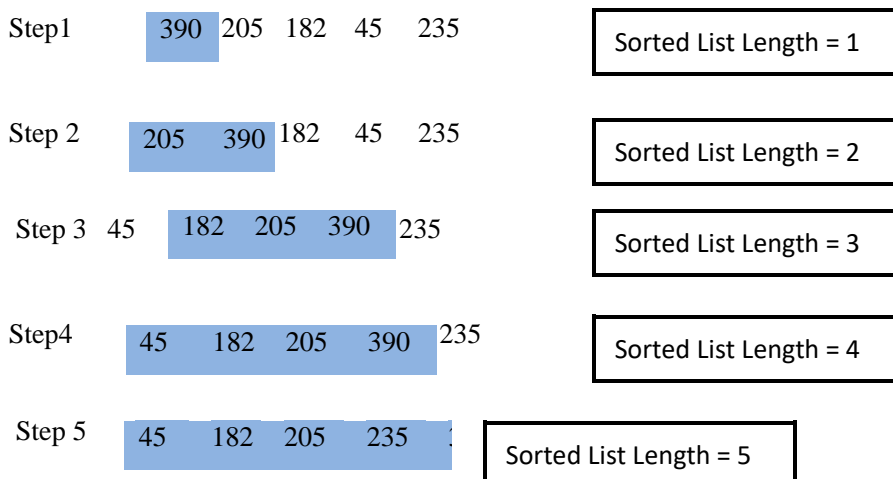 Step1 390 205 182 45 235 Sorted List Length = 1
Step 2 205 390 182 45 235 Sorted List Length = 2
Step 3 45 182 205 390 235 Sorted List Length = 3
Step4 45 182 205 390 235 Sorted List Length = 4
Step 5 45 182 205 235 Sorted List Length = 5